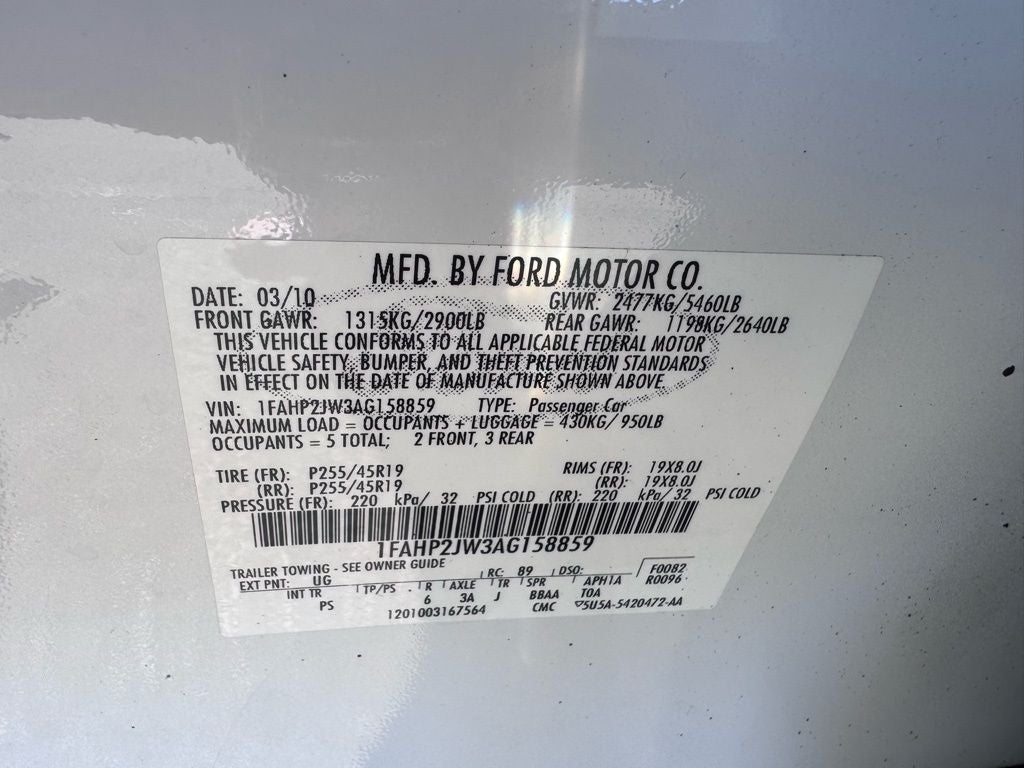 MFD. BY FORD MOTOR CO.
DATE: 03/10 GVWR: 2477KG/5460LB
FRONT GAWR: 1315KG/2900LB REAR GAWR: 1198KG/2640LB
THIS VEHICLE CONFORMS TO ALL APPLICABLE FEDERAL MOTOR
VEHICLE SAFETY, BUMPER, AND THEFT PREVENTION STANDARDS
IN EFFECT ON THE DATE OF MANUFACTURE SHOWN ABOVE
VIN: 1FAHP2JW3AG158859 TYPE: Passenger Car
MAXIMUM LOAD = OCCUPANTS + LUGGAGE = 430KG/950LB
OCCUPANTS = 5 TOTAL; 2 FRONT, 3 REAR
TIRE (FR): P255/45R19 RIMS (FR): 19X8.0J
(RR): P255/45R19 (RR): 19X8.0J
PRESSURE (FR): 220 kPa/ 32 PSI COLD (RR): 220 kPa/ 32 PSI COLD
1FAHP2JW3AG158859
TRAILER TOWING - SEE OWNER GUIDE
EXT PNT: UG RC: 89 DSO: F0082
INT TR TP/PS R AXLE TR SPR APH1A R0096
PS 6 3A J BBAA TOA
1201003167564 CMC ▽5U5A-5420472-AA